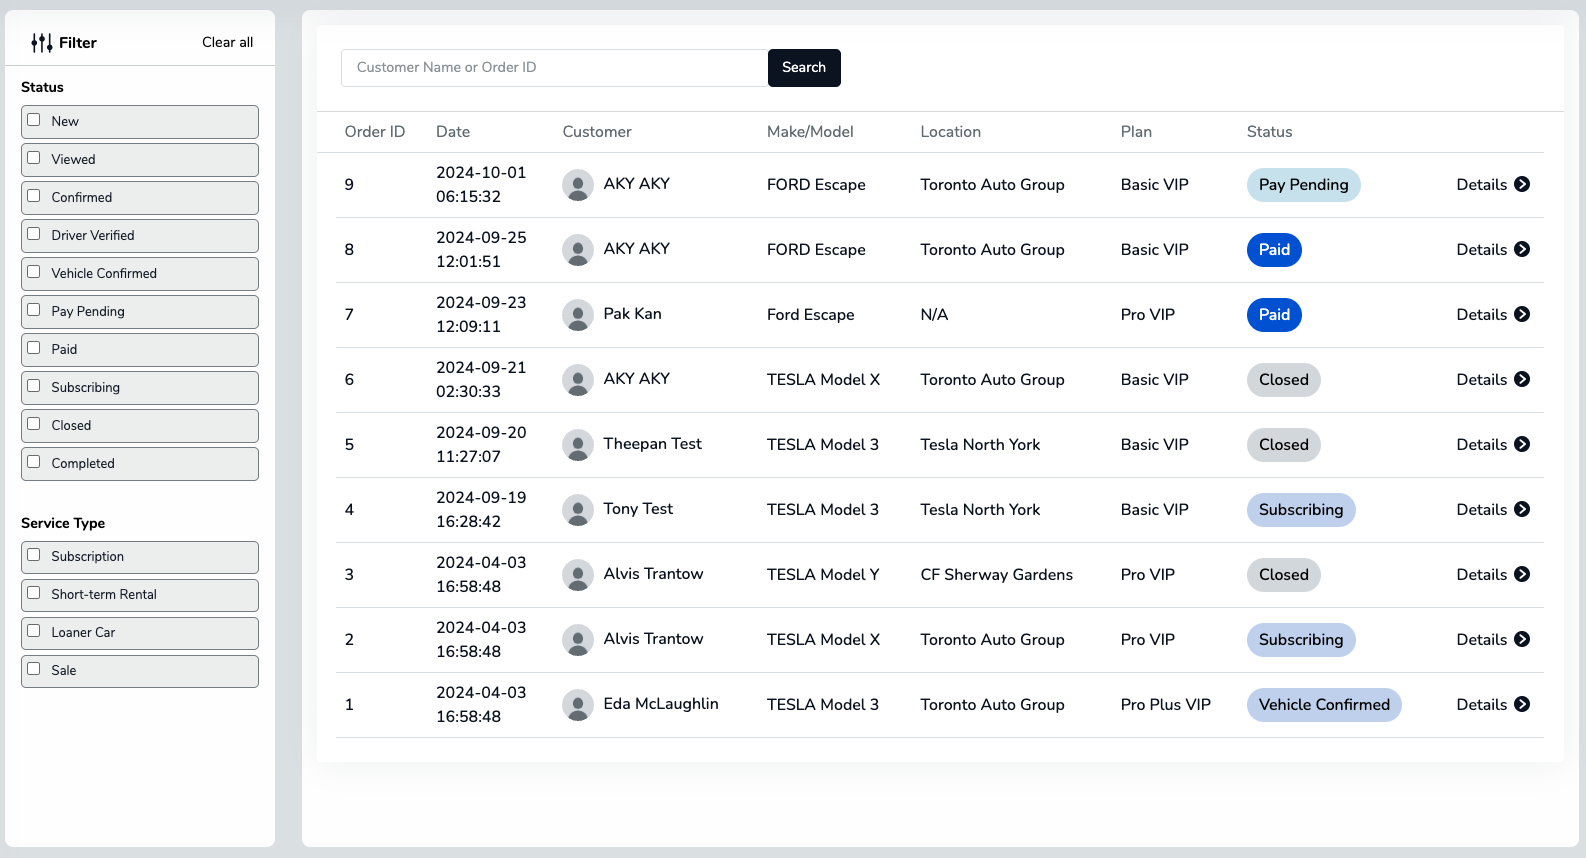 Filter
Clear all
Status
New
Viewed
Confirmed
Driver Verified
Vehicle Confirmed
Pay Pending
Paid
Subscribing
Closed
Completed
Service Type
Subscription
Short-term Rental
Loaner Car
Sale
Customer Name or Order ID
Search
Order ID Date Customer Make/Model Location Plan Status
9 2024-10-01 06:15:32 AKY AKY FORD Escape Toronto Auto Group Basic VIP Pay Pending Details
8 2024-09-25 12:01:51 AKY AKY FORD Escape Toronto Auto Group Basic VIP Paid Details
7 2024-09-23 12:09:11 Pak Kan Ford Escape N/A Pro VIP Paid Details
6 2024-09-21 02:30:33 AKY AKY TESLA Model X Toronto Auto Group Basic VIP Closed Details
5 2024-09-20 11:27:07 Theepan Test TESLA Model 3 Tesla North York Basic VIP Closed Details
4 2024-09-19 16:28:42 Tony Test TESLA Model 3 Tesla North York Basic VIP Subscribing Details
3 2024-04-03 16:58:48 Alvis Trantow TESLA Model Y CF Sherway Gardens Pro VIP Closed Details
2 2024-04-03 16:58:48 Alvis Trantow TESLA Model X Toronto Auto Group Pro VIP Subscribing Details
1 2024-04-03 16:58:48 Eda McLaughlin TESLA Model 3 Toronto Auto Group Pro Plus VIP Vehicle Confirmed Details